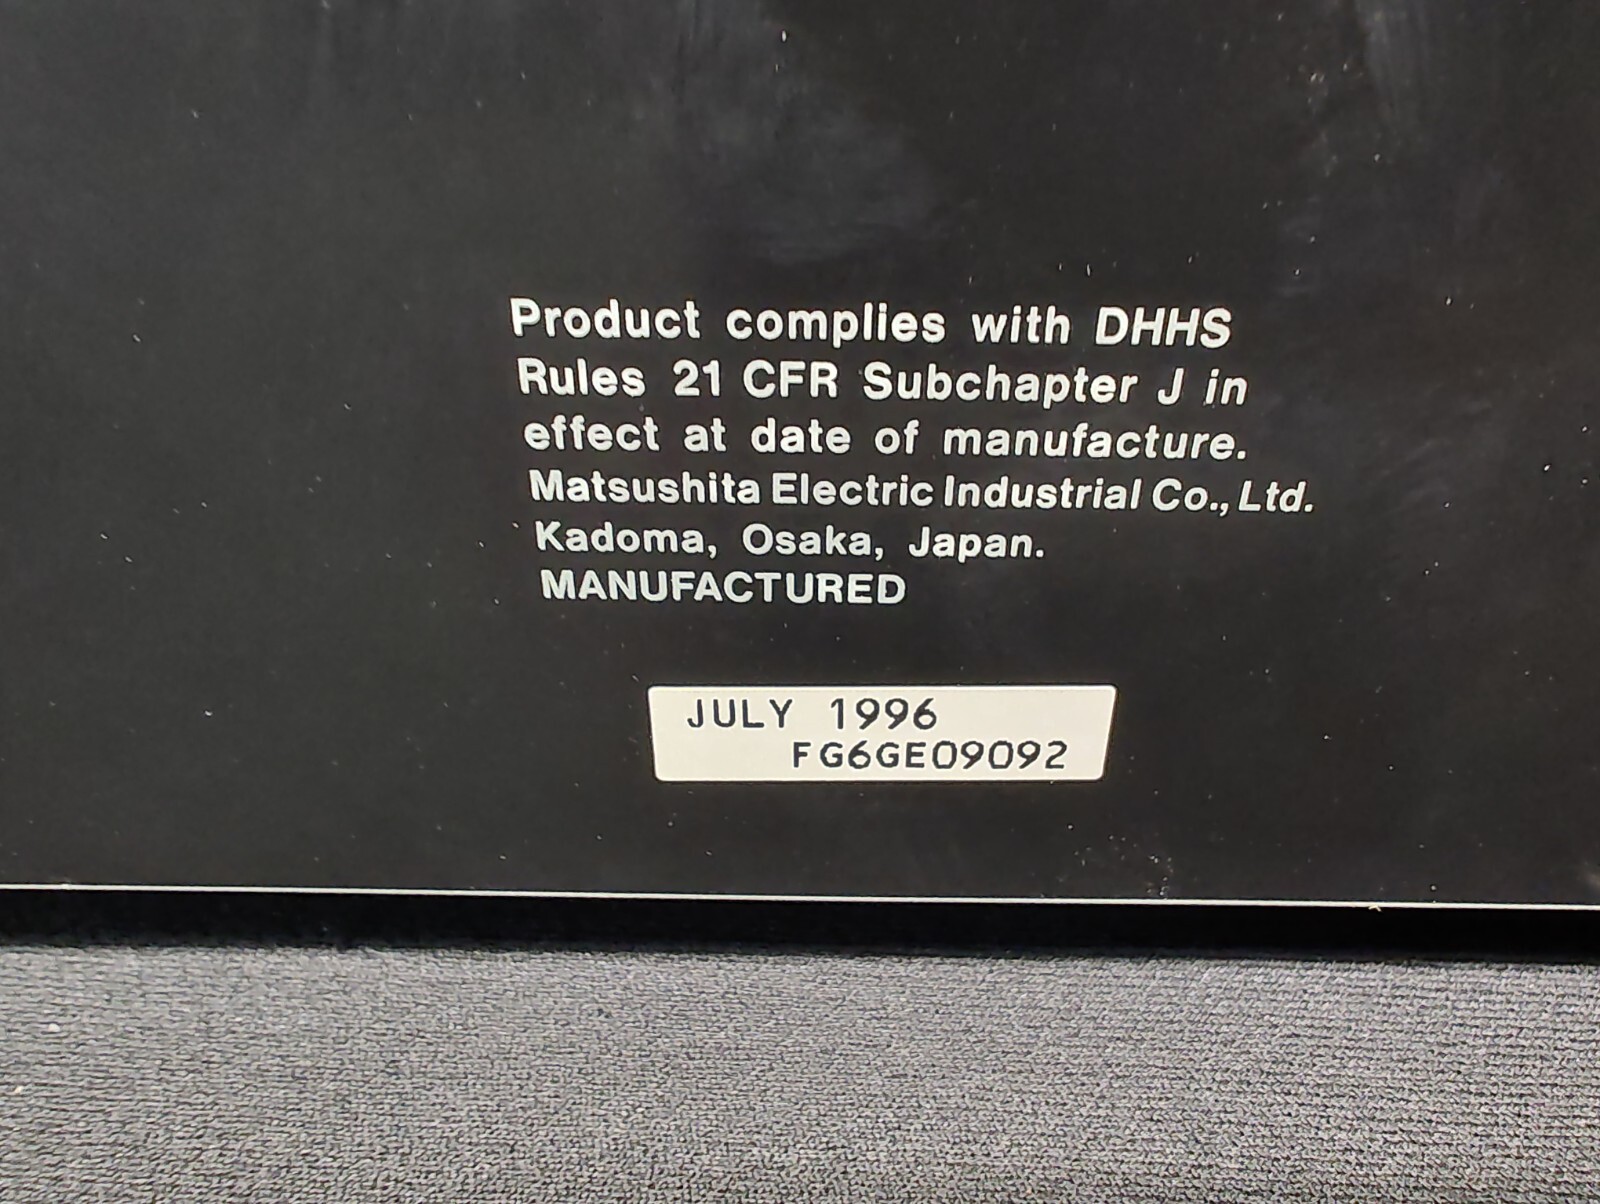 Product complies with DHHS
Rules 21 CFR Subchapter J in
effect at date of manufacture.
Matsushita Electric Industrial Co., Ltd.
Kadoma, Osaka, Japan.
MANUFACTURED
JULY 1996
FG6GE09092